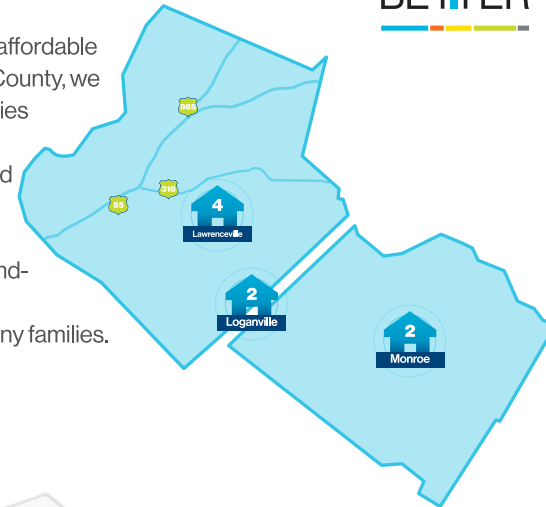 affordable
County, we
ies
d
nd-
ny families.
985
316
85
4
Lawrenceville
2
Loganville
2
Monroe